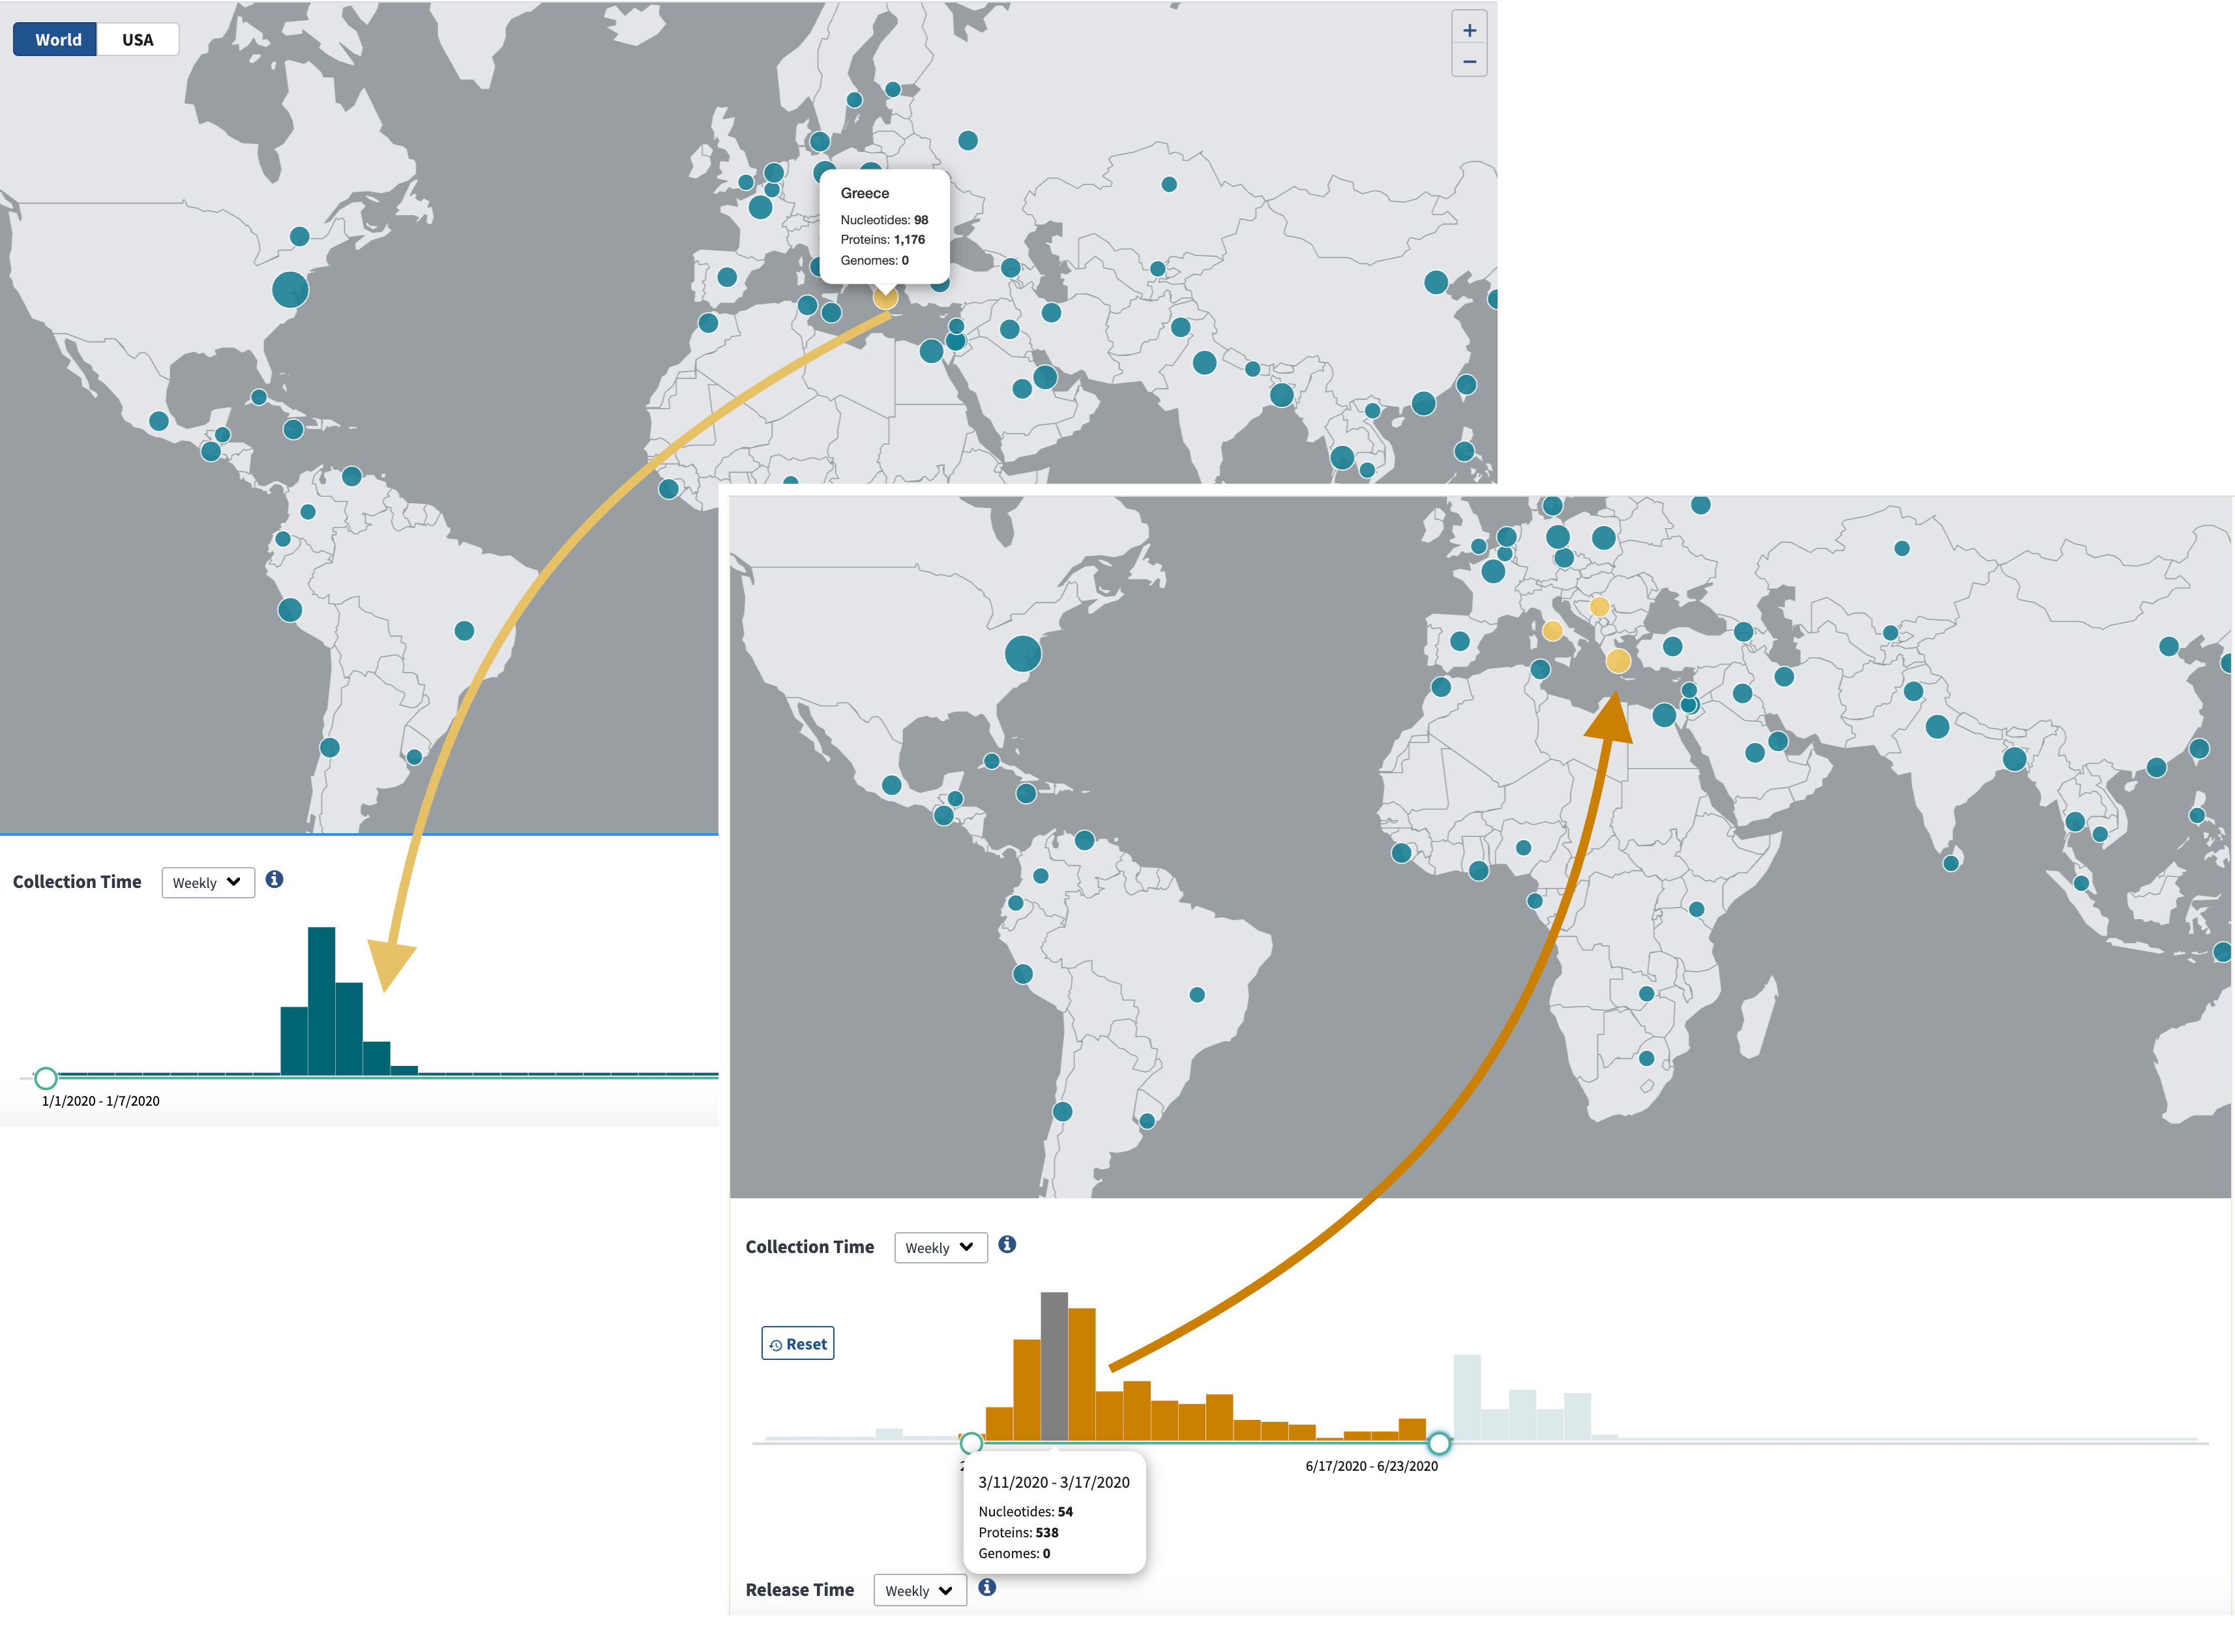 World USA
+
−
Greece
Nucleotides: 98
Proteins: 1,176
Genomes: 0
Collection Time Weekly
1/1/2020 - 1/7/2020
Collection Time Weekly
Reset
6/17/2020 - 6/23/2020
3/11/2020 - 3/17/2020
Nucleotides: 54
Proteins: 538
Genomes: 0
Release Time Weekly